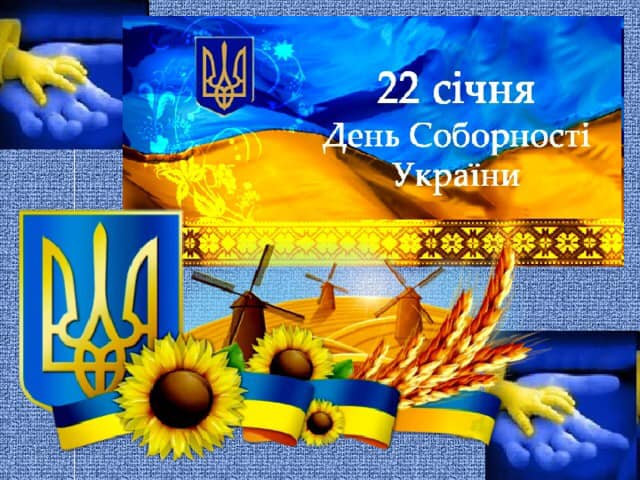 22 січня
День Соборності
України